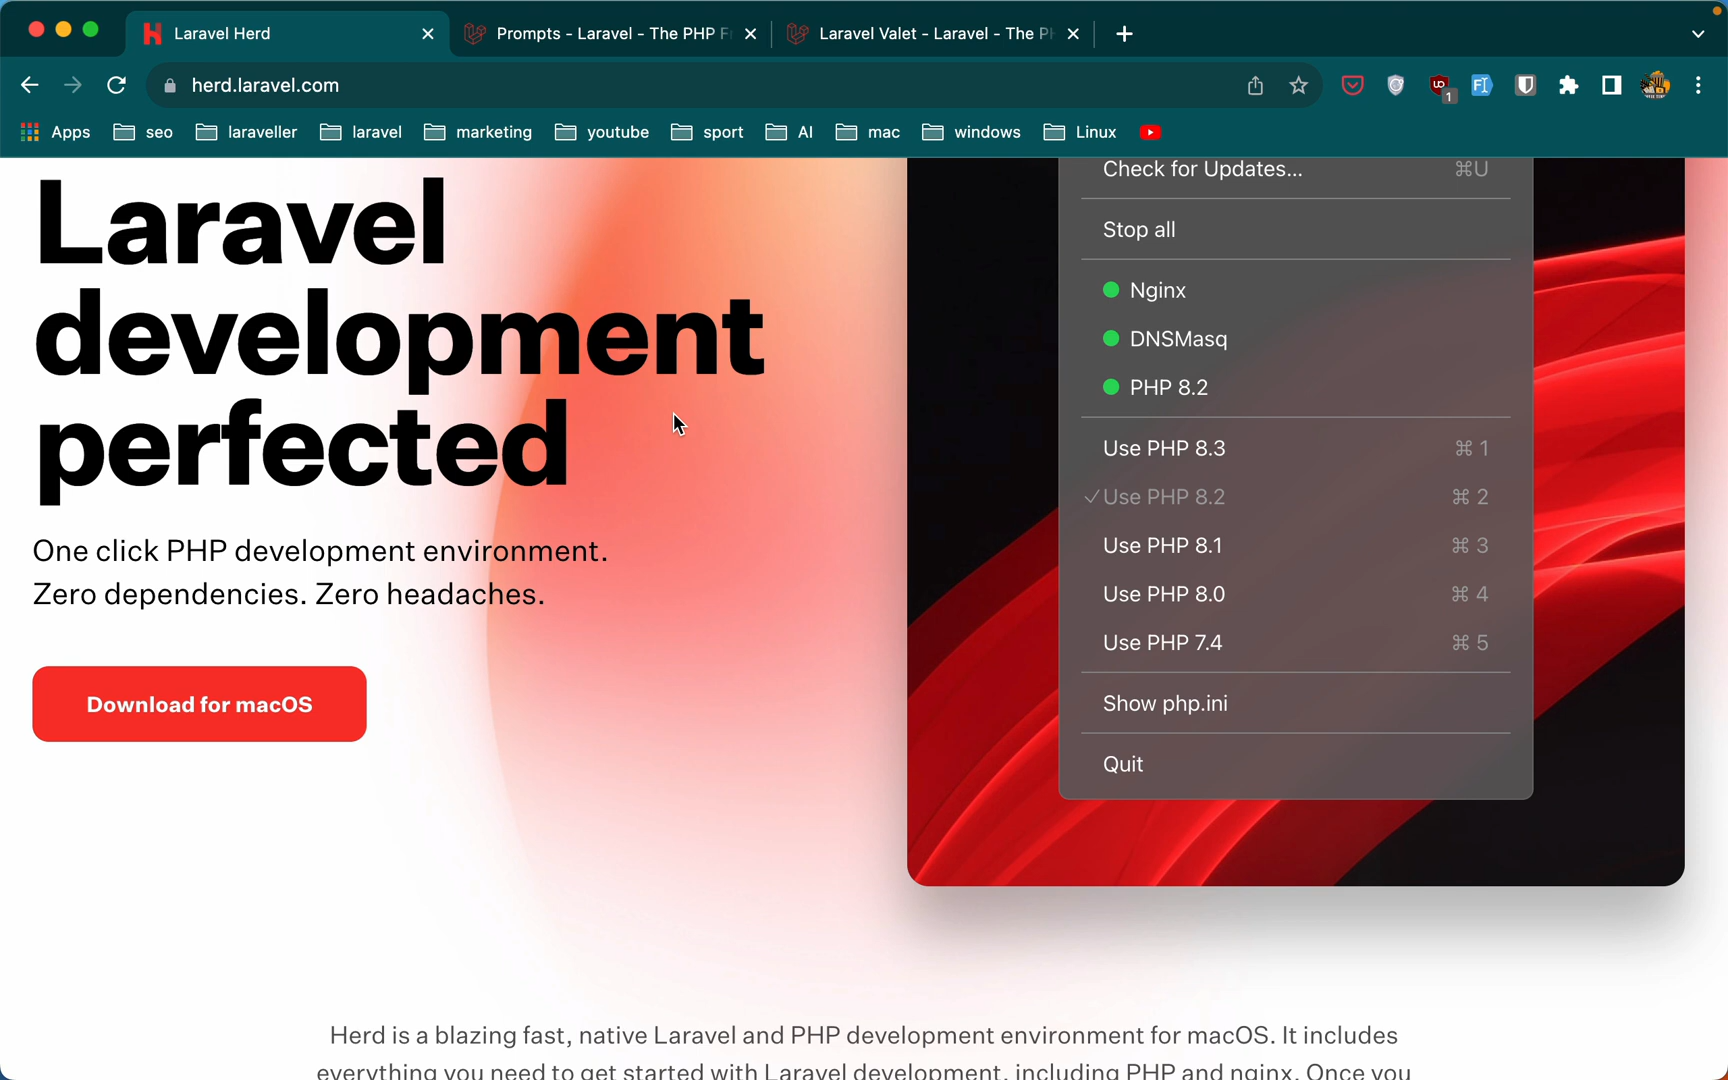 Laravel Herd
Prompts - Laravel - The PHP Fr
Laravel Valet - Laravel - The P
herd.laravel.com
1
Apps
seo
laraveller
laravel
marketing
youtube
sport
AI
mac
windows
Linux
Laravel
development
perfected
One click PHP development environment.
Zero dependencies. Zero headaches.
Download for macOS
Check for Updates... ⌘U
Stop all
Nginx
DNSMasq
PHP 8.2
Use PHP 8.3 ⌘ 1
✓ Use PHP 8.2 ⌘ 2
Use PHP 8.1 ⌘ 3
Use PHP 8.0 ⌘ 4
Use PHP 7.4 ⌘ 5
Show php.ini
Quit
Herd is a blazing fast, native Laravel and PHP development environment for macOS. It includes
everything you need to get started with Laravel development, including PHP and nginx. Once you